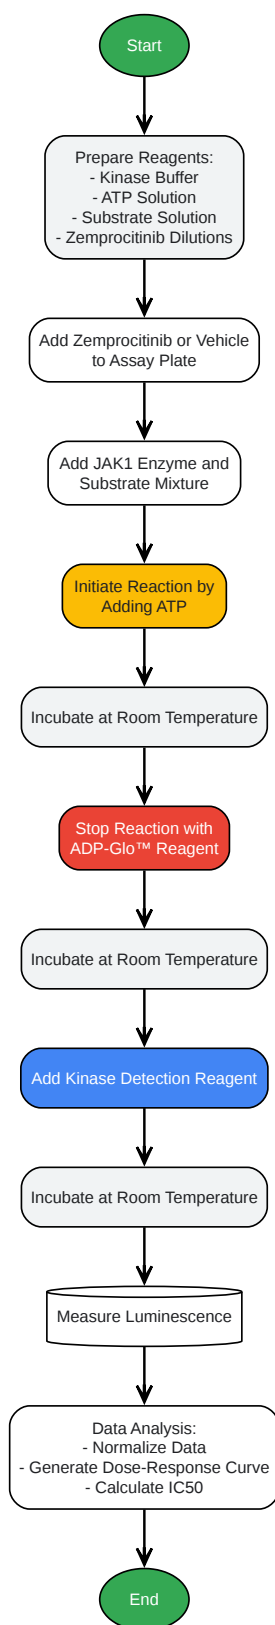 Start
Prepare Reagents:
- Kinase Buffer
- ATP Solution
- Substrate Solution
- Zemprocitinib Dilutions
Add Zemprocitinib or Vehicle
to Assay Plate
Add JAK1 Enzyme and
Substrate Mixture
Initiate Reaction by
Adding ATP
Incubate at Room Temperature
Stop Reaction with
ADP-Glo™ Reagent
Incubate at Room Temperature
Add Kinase Detection Reagent
Incubate at Room Temperature
Measure Luminescence
Data Analysis:
- Normalize Data
- Generate Dose-Response Curve
- Calculate IC50
End